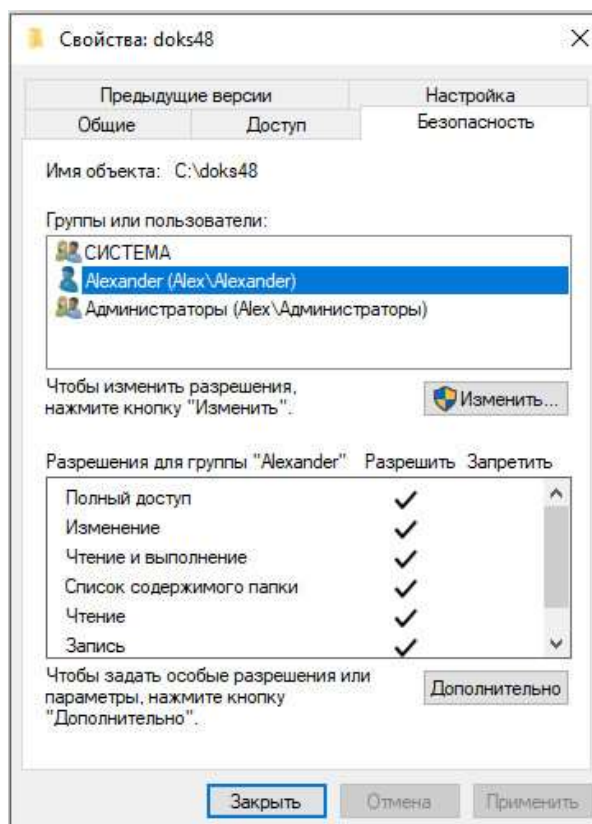 Свойства: doks48
Предыдущие версии Настройка
Общие Доступ Безопасность
Имя объекта: C:\doks48
Группы или пользователи:
СИСТЕМА
Alexander (Alex\Alexander)
Администраторы (Alex\Администраторы)
Чтобы изменить разрешения,
нажмите кнопку "Изменить".
Изменить...
Разрешения для группы "Alexander" Разрешить Запретить
Полный доступ
Изменение
Чтение и выполнение
Список содержимого папки
Чтение
Запись
Чтобы задать особые разрешения или
параметры, нажмите кнопку
"Дополнительно".
Дополнительно
Закрыть Отмена Применить